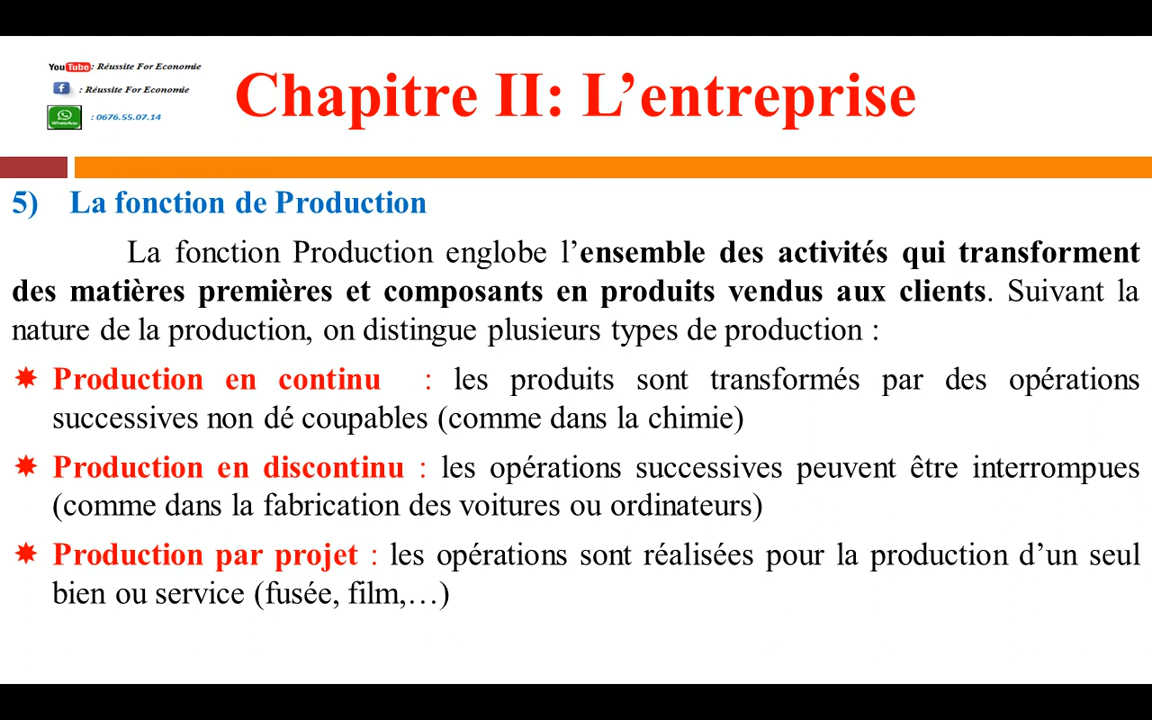 YouTube : Réussite For Economie
: Réussite For Economie
WhatsApp : 0676.55.07.14
Chapitre II: L’entreprise
5) La fonction de Production
La fonction Production englobe l’ensemble des activités qui transforment
des matières premières et composants en produits vendus aux clients. Suivant la
nature de la production, on distingue plusieurs types de production :
Production en continu : les produits sont transformés par des opérations
successives non dé coupables (comme dans la chimie)
Production en discontinu : les opérations successives peuvent être interrompues
(comme dans la fabrication des voitures ou ordinateurs)
Production par projet : les opérations sont réalisées pour la production d’un seul
bien ou service (fusée, film,…)